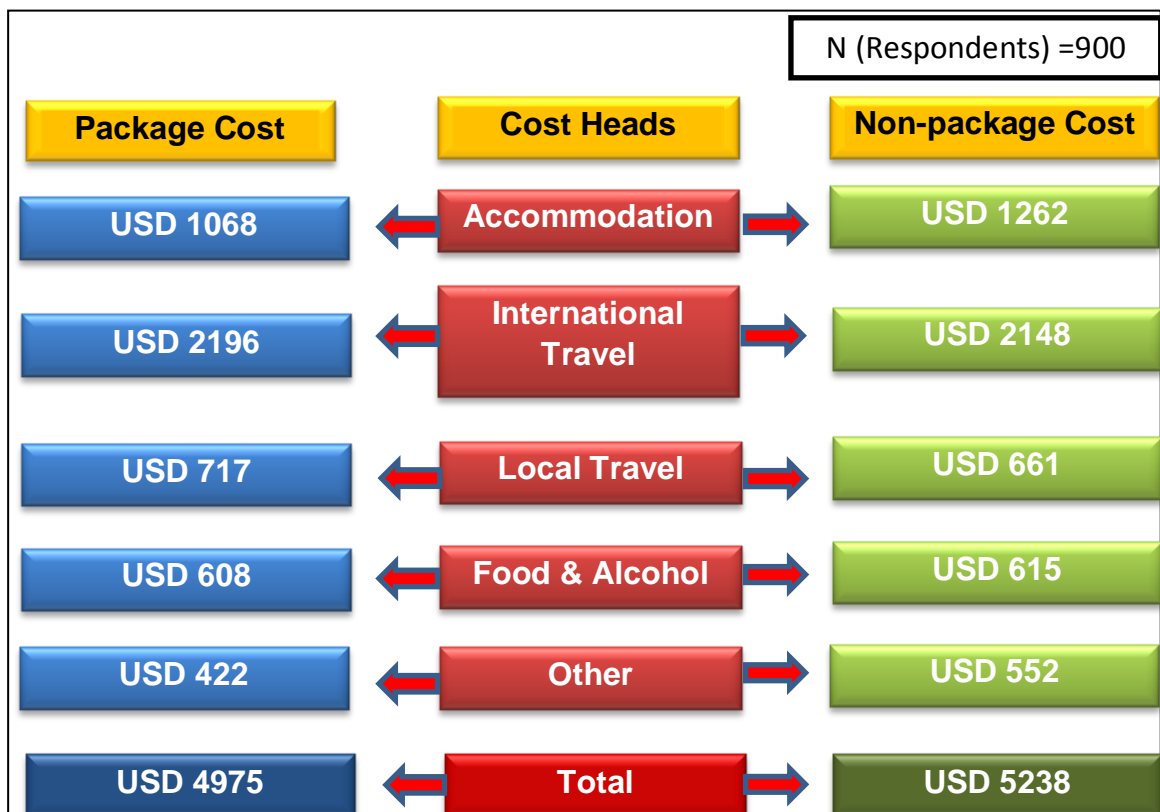 N (Respondents) =900
Package Cost
Cost Heads
Non-package Cost
USD 1068
Accommodation
USD 1262
USD 2196
International
Travel
USD 2148
USD 717
Local Travel
USD 661
USD 608
Food & Alcohol
USD 615
USD 422
Other
USD 552
USD 4975
Total
USD 5238